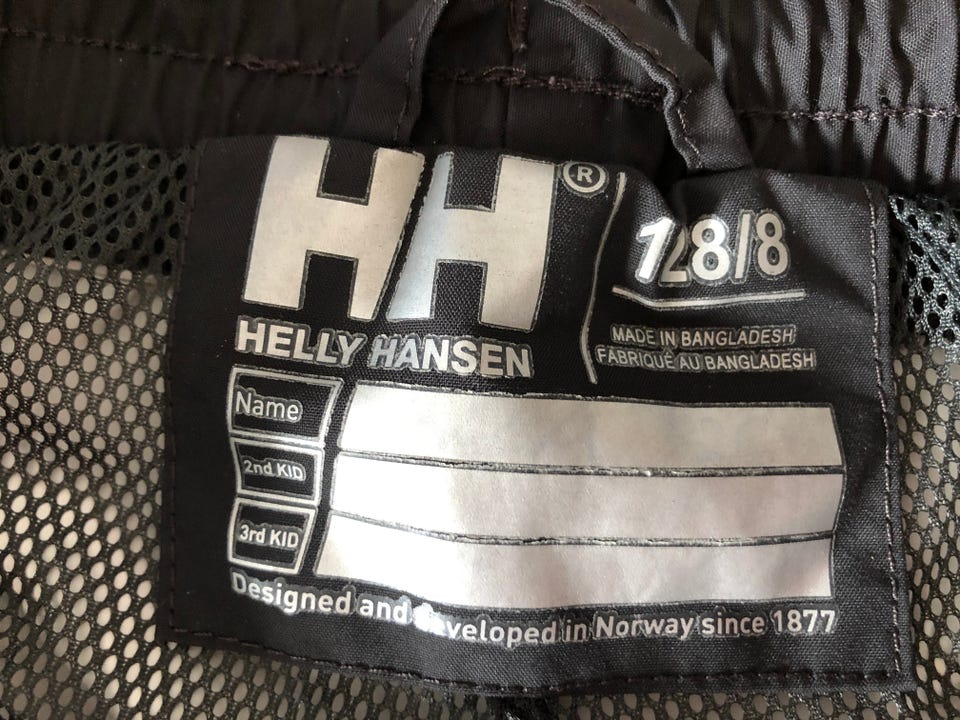 HH®
128/8
HELLY HANSEN
MADE IN BANGLADESH
FABRIQUÉ AU BANGLADESH
Name
2nd KID
3rd KID
Designed and developed in Norway since 1877